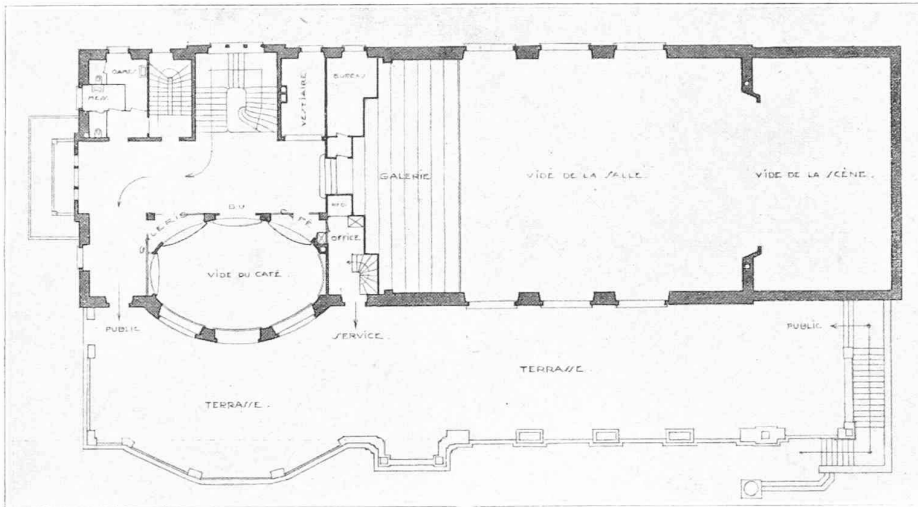 DAMES
MESS.
VESTIAIRE
BUREAU
GALERIE
VIDE DE LA SALLE.
VIDE DE LA SCÈNE.
GALERIE DU CAFÉ
MO.
OFFICE
VIDE DU CAFÉ.
PUBLIC
SERVICE.
PUBLIC
TERRASSE.
TERRASSE.